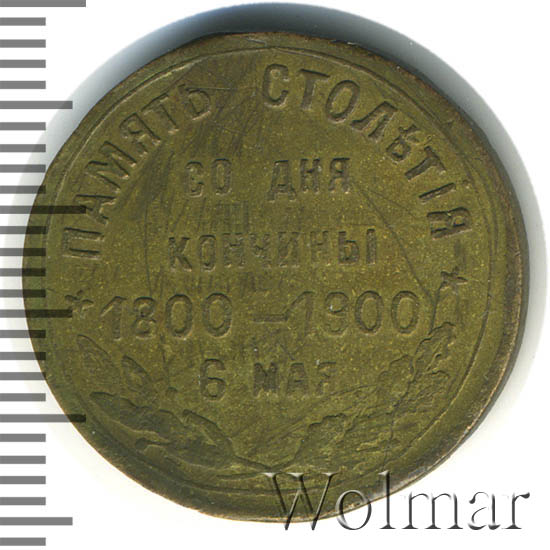 ПАМЯТЬ СТОЛѢТІЯ
СО ДНЯ
КОНЧИНЫ
1800–1900
6 МАЯ
Wolmar